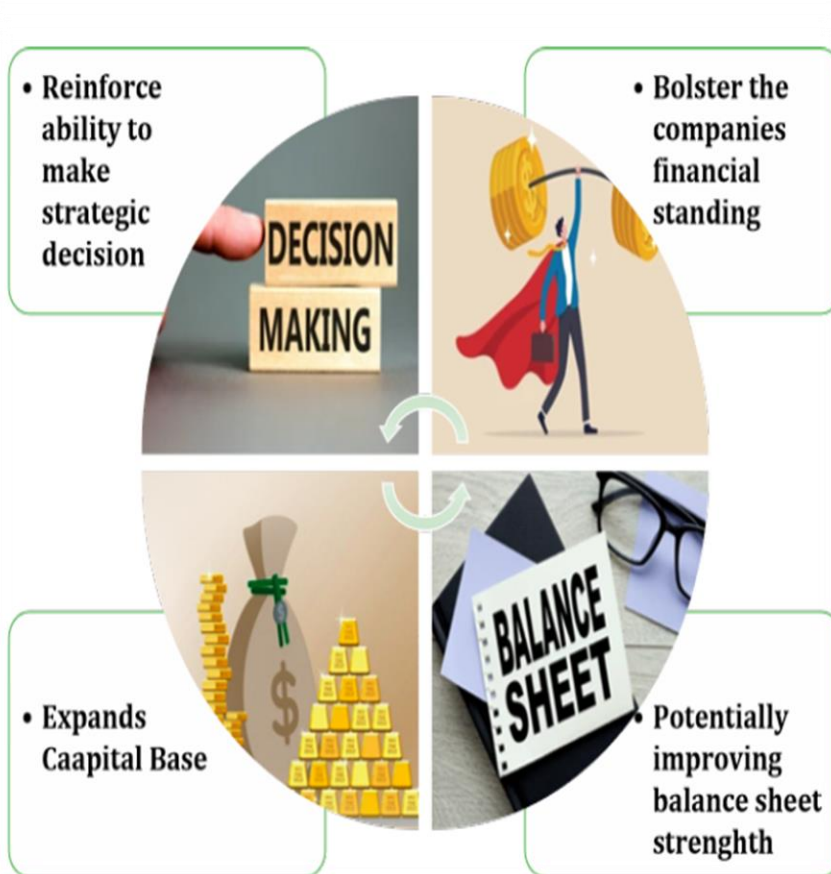 • Reinforce
ability to
make
strategic
decision
• Bolster the
companies
financial
standing
DECISION
MAKING
$
BALANCE
SHEET
• Expands
Caapital Base
• Potentially
improving
balance sheet
strenghth